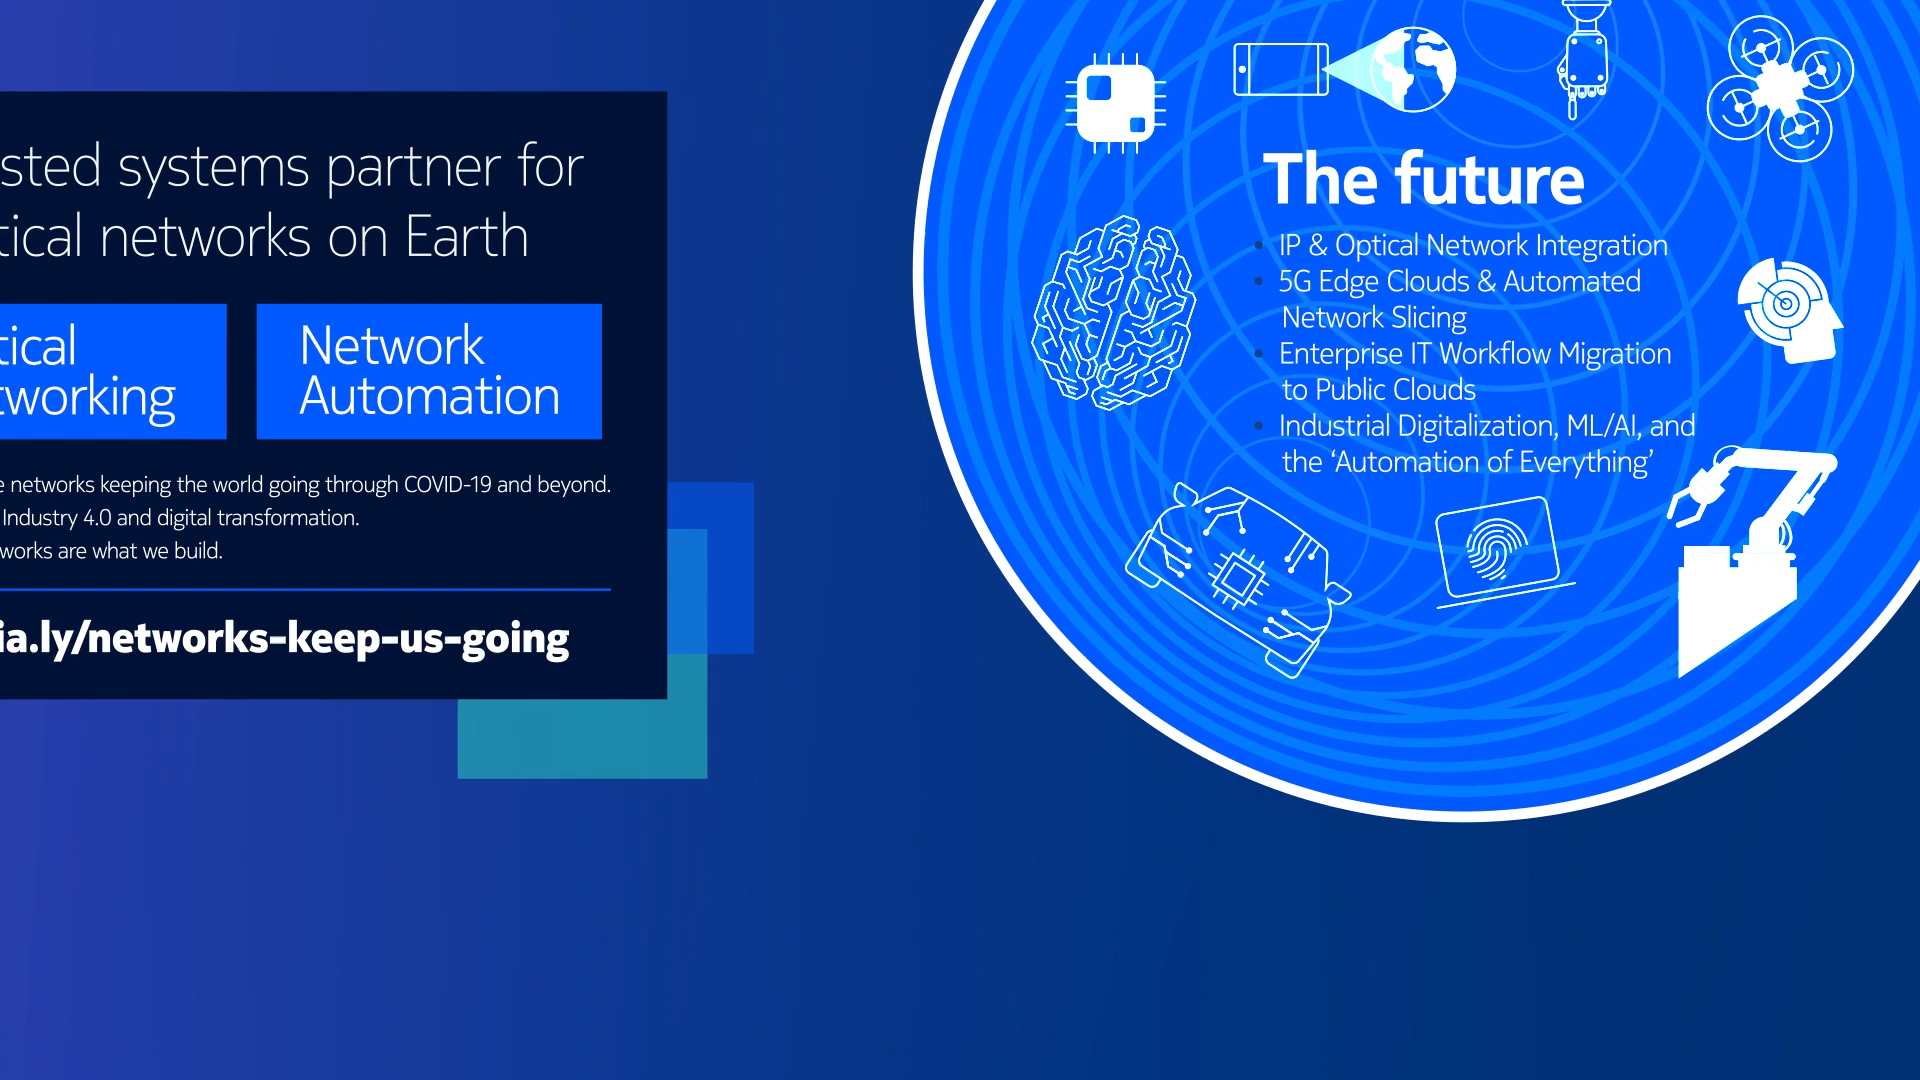 sted systems partner for
tical networks on Earth
tical
tworking
Network
Automation
e networks keeping the world going through COVID-19 and beyond.
Industry 4.0 and digital transformation.
works are what we build.
ia.ly/networks-keep-us-going
The future
• IP & Optical Network Integration
• 5G Edge Clouds & Automated
Network Slicing
• Enterprise IT Workflow Migration
to Public Clouds
• Industrial Digitalization, ML/AI, and
the ‘Automation of Everything’